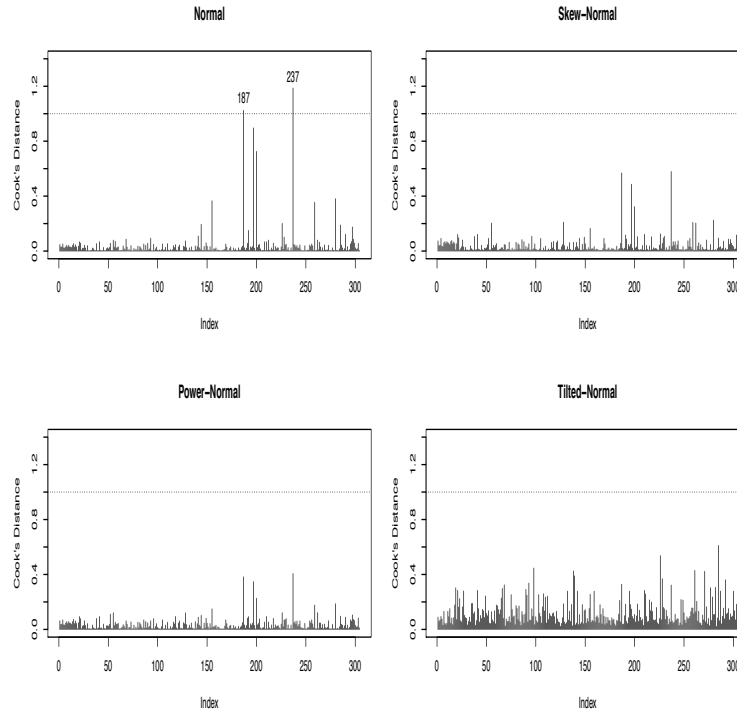 Normal
Cook's Distance
0.0 0.4 0.8 1.2
187
237
0 50 100 150 200 250 300
Index
Skew−Normal
Cook's Distance
0.0 0.4 0.8 1.2
0 50 100 150 200 250 300
Index
Power−Normal
Cook's Distance
0.0 0.4 0.8 1.2
0 50 100 150 200 250 300
Index
Tilted−Normal
Cook's Distance
0.0 0.4 0.8 1.2
0 50 100 150 200 250 300
Index